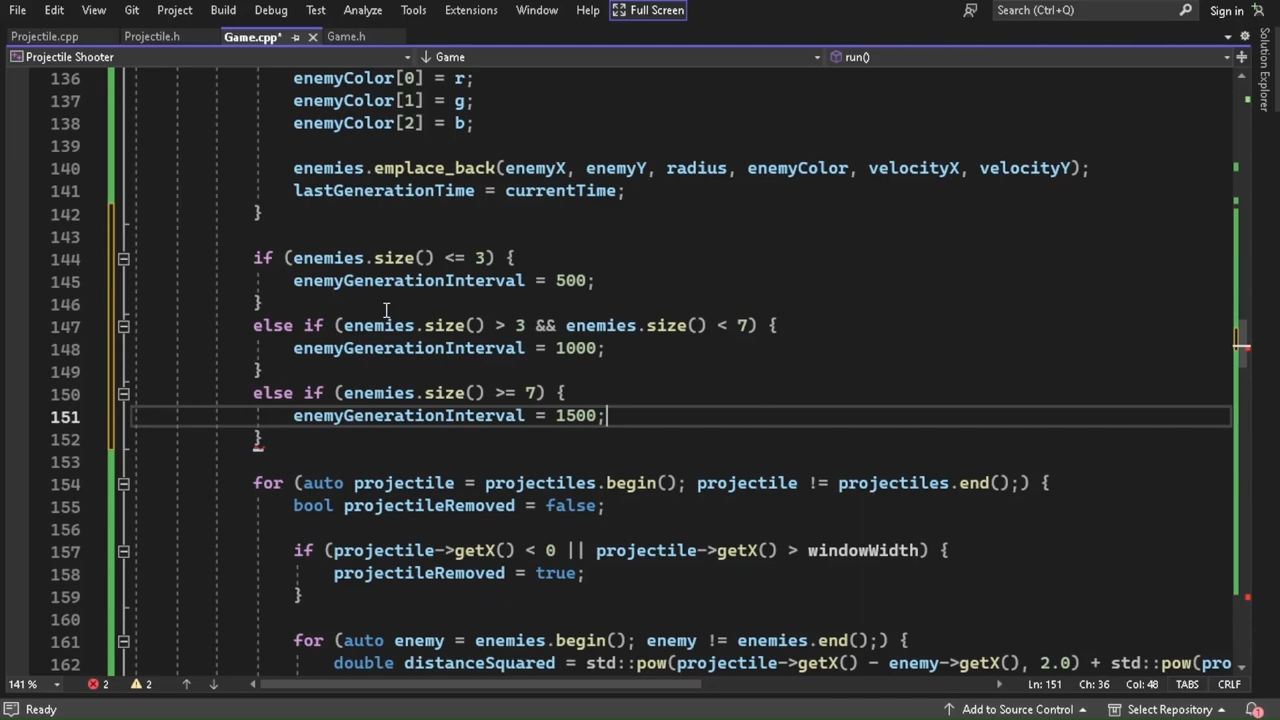 File Edit View Git Project Build Debug Test Analyze Tools Extensions Window Help Full Screen Search (Ctrl+Q) Sign in
Projectile.cpp Projectile.h Game.cpp* Game.h
Projectile Shooter Game run()
136 enemyColor[0] = r;
137 enemyColor[1] = g;
138 enemyColor[2] = b;
139
140 enemies.emplace_back(enemyX, enemyY, radius, enemyColor, velocityX, velocityY);
141 lastGenerationTime = currentTime;
142 }
143
144 if (enemies.size() <= 3) {
145 enemyGenerationInterval = 500;
146 }
147 else if (enemies.size() > 3 && enemies.size() < 7) {
148 enemyGenerationInterval = 1000;
149 }
150 else if (enemies.size() >= 7) {
151 enemyGenerationInterval = 1500;
152 }
153
154 for (auto projectile = projectiles.begin(); projectile != projectiles.end();) {
155 bool projectileRemoved = false;
156
157 if (projectile->getX() < 0 || projectile->getX() > windowWidth) {
158 projectileRemoved = true;
159 }
160
161 for (auto enemy = enemies.begin(); enemy != enemies.end();) {
162 double distanceSquared = std::pow(projectile->getX() - enemy->getX(), 2.0) + std::pow(pro
Solution Explorer
141 % 2 2 Ln: 151 Ch: 36 Col: 48 TABS CRLF
Ready Add to Source Control Select Repository 1